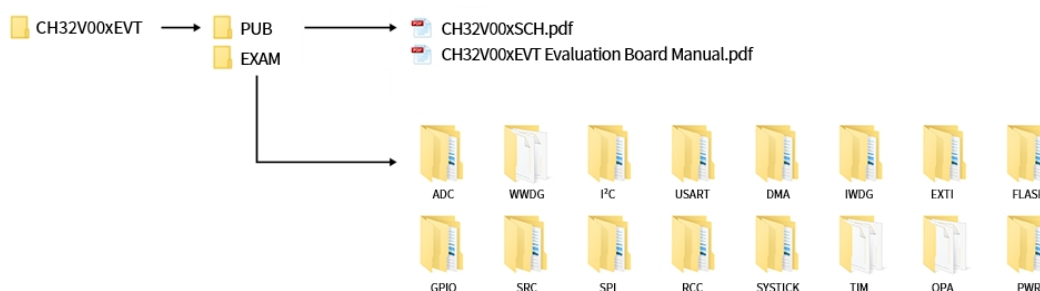 CH32V00xEVT
PUB
EXAM
CH32V00xSCH.pdf
CH32V00xEVT Evaluation Board Manual.pdf
ADC WWDG I²C USART DMA IWDG EXTI
GPIO SRC SPI RCC SYSTICK TIM OPA PWR